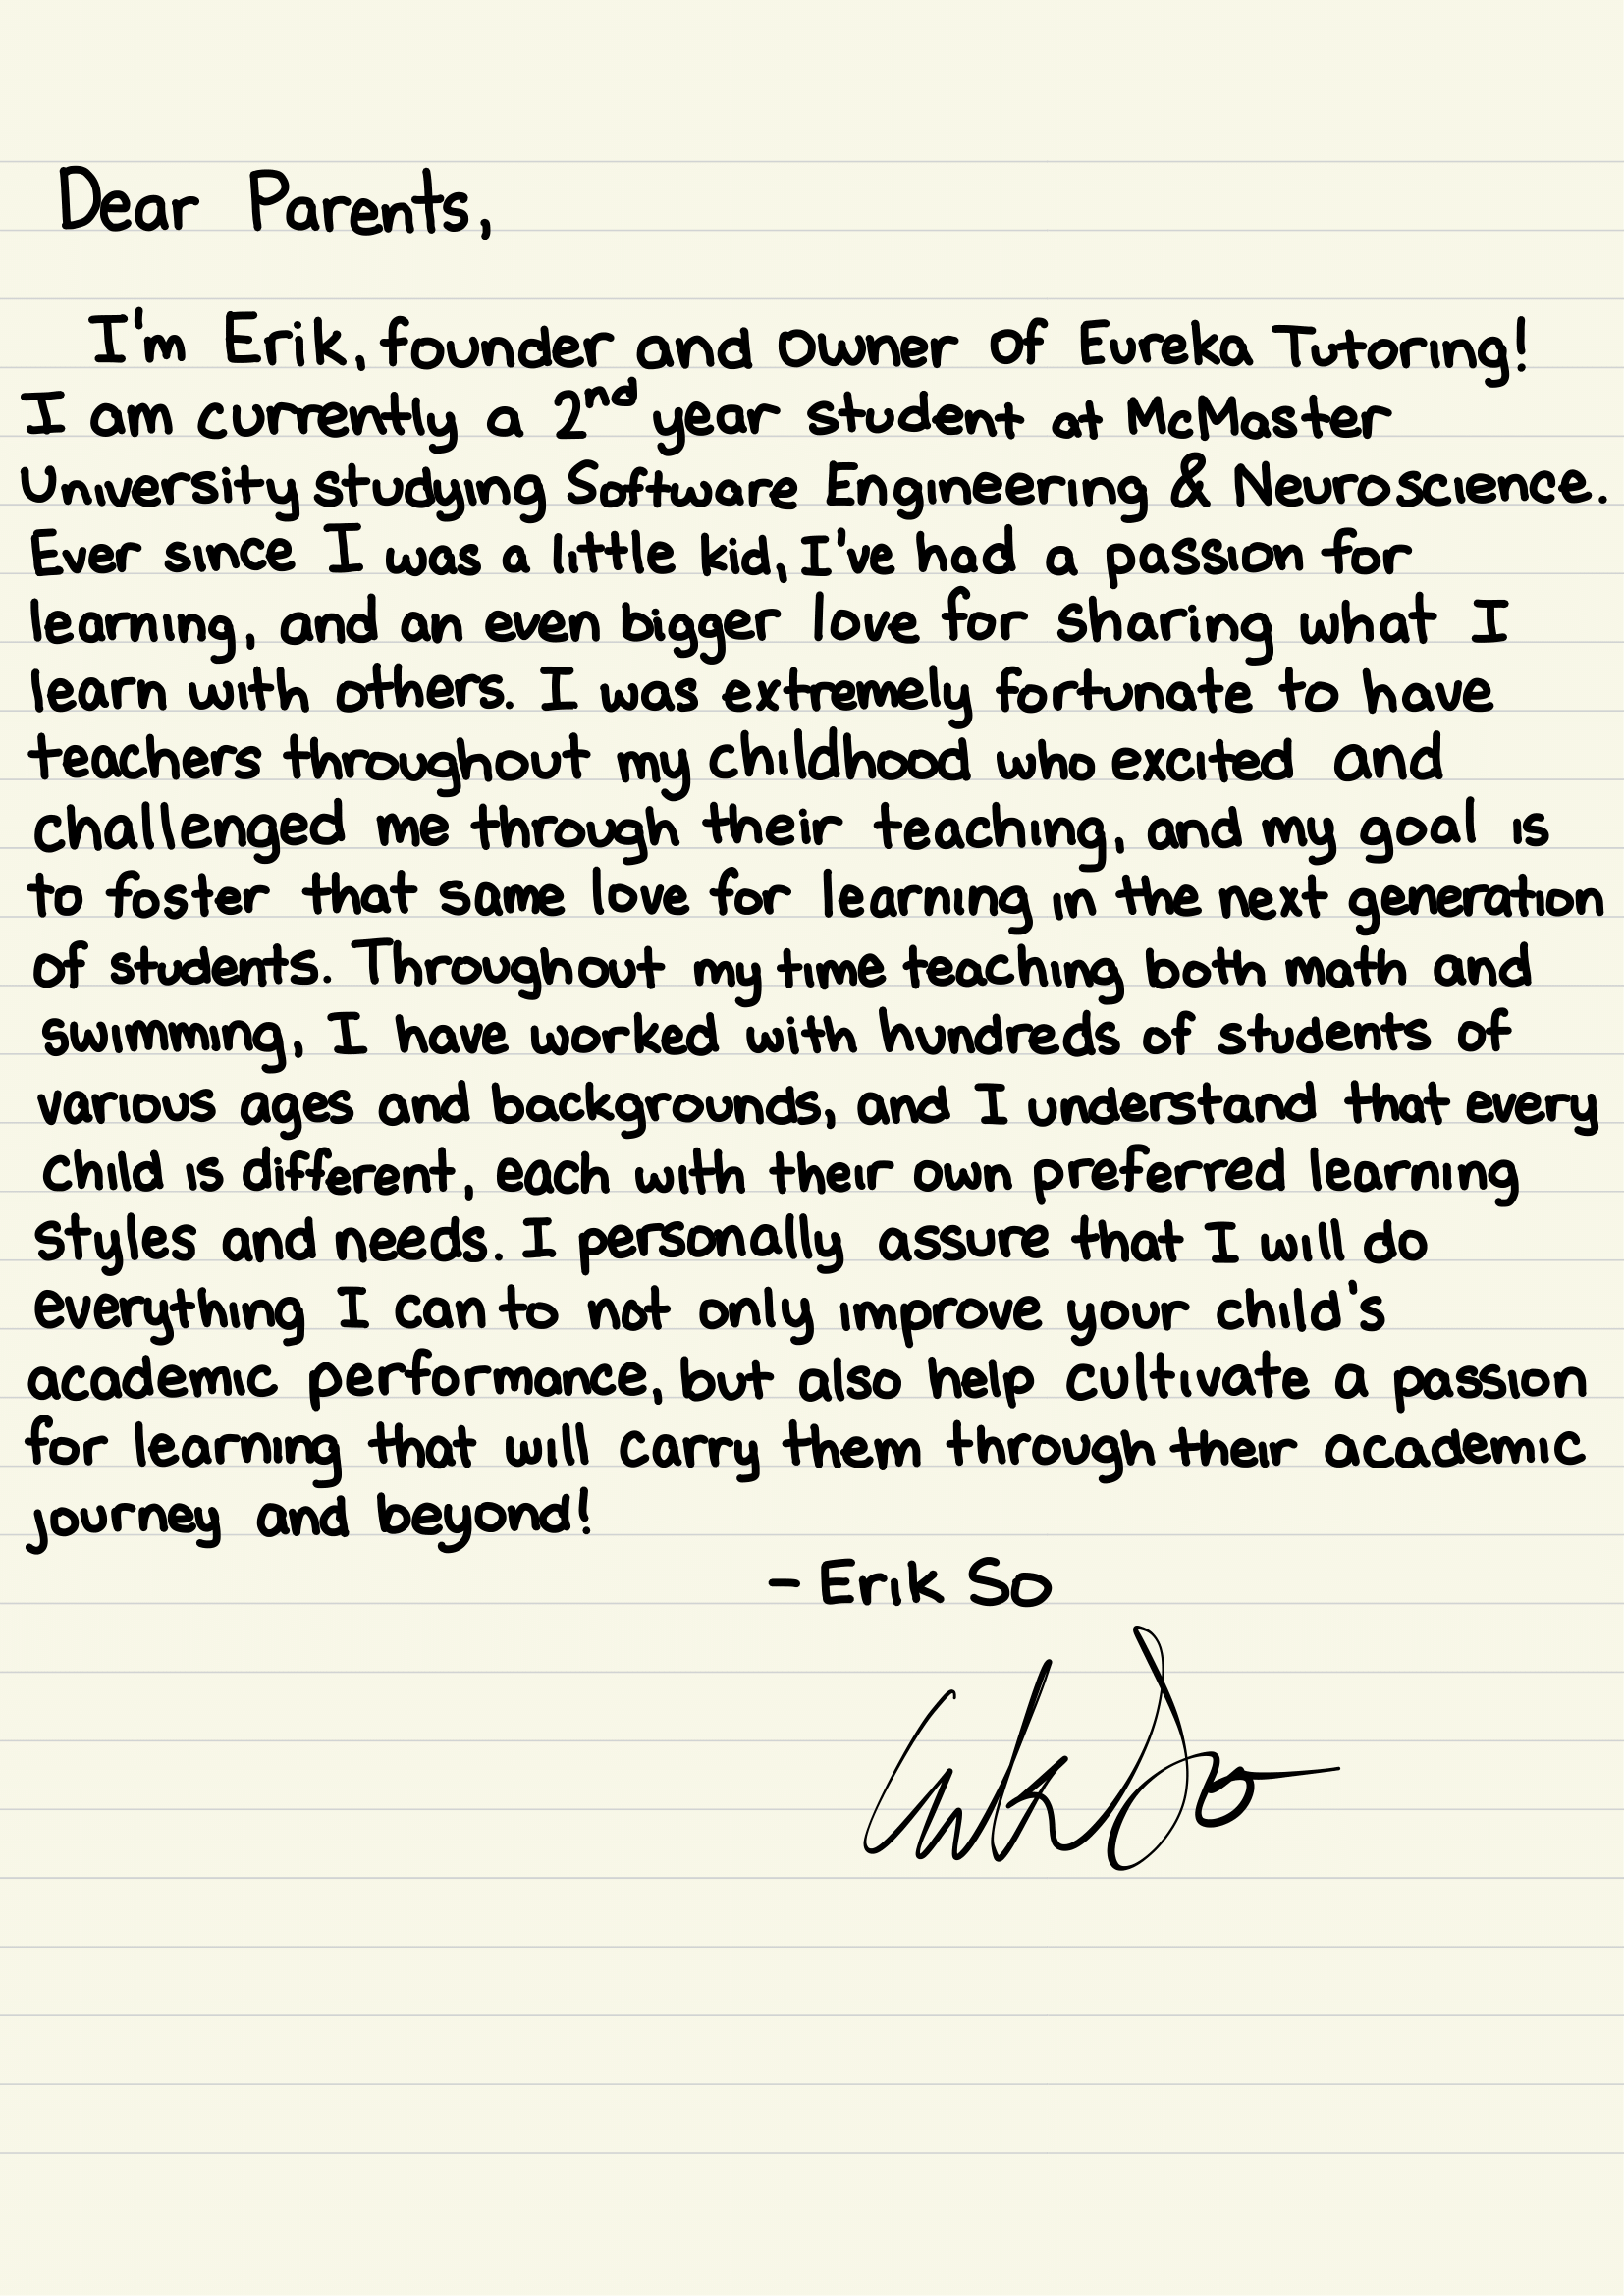 Dear Parents,
I'm Erik, founder and owner of Eureka Tutoring!
I am currently a 2nd year student at McMaster
University studying Software Engineering & Neuroscience.
Ever since I was a little kid, I've had a passion for
learning, and an even bigger love for sharing what I
learn with others. I was extremely fortunate to have
teachers throughout my childhood who excited and
challenged me through their teaching, and my goal is
to foster that same love for learning in the next generation
of students. Throughout my time teaching both math and
swimming, I have worked with hundreds of students of
various ages and backgrounds, and I understand that every
child is different, each with their own preferred learning
styles and needs. I personally assure that I will do
everything I can to not only improve your child's
academic performance, but also help cultivate a passion
for learning that will carry them through their academic
journey and beyond!
- Erik So
Erik So